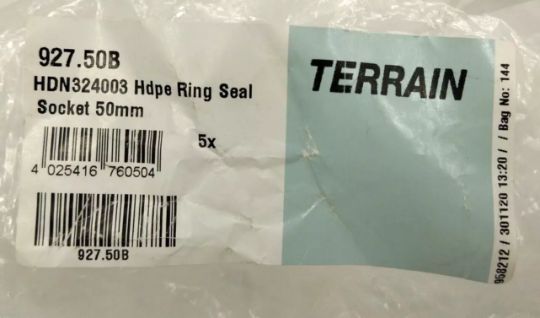 927.50B
HDN324003 Hdpe Ring Seal
Socket 50mm
5x
4 025416 760504
927.50B
TERRAIN
958212 / 301120 13:20 / / Bag No: 144